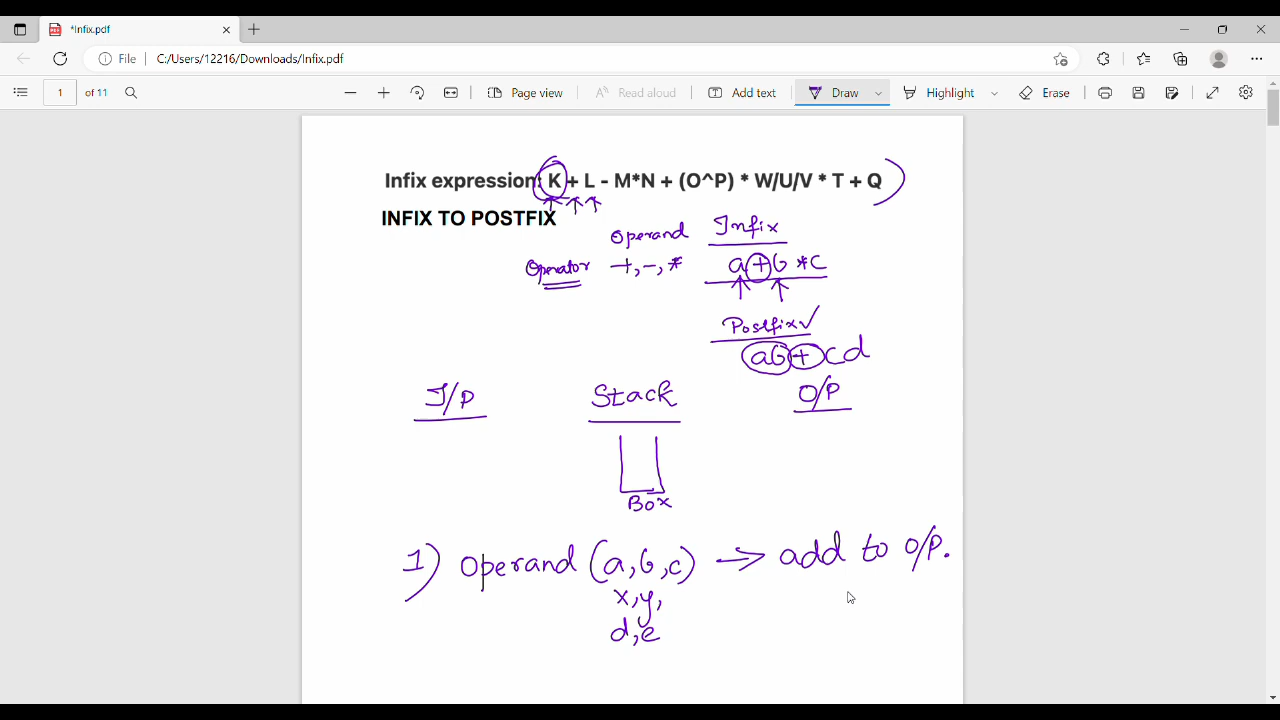 *Infix.pdf
File
C:/Users/12216/Downloads/Infix.pdf
1 of 11
Page view
Read aloud
Add text
Draw
Highlight
Erase
Infix expression: K + L - M*N + (O^P) * W/U/V * T + Q
INFIX TO POSTFIX
Operand Infix
Operator +, -, * a+b*c
Postfix ✓
ab+cd
I/P Stack O/P
Box
1) Operand (a,b,c) → add to O/P.
x,y,
d,e